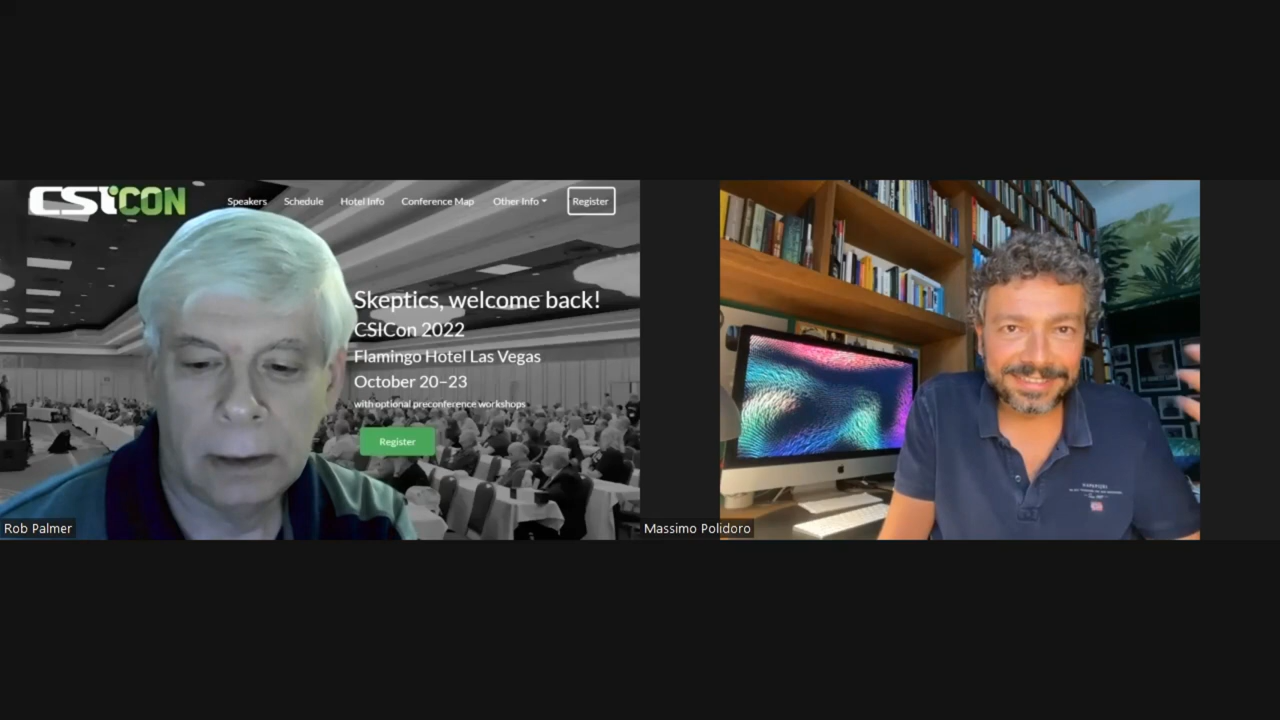 CSICON
Speakers Schedule Hotel Info Conference Map Other Info Register
Skeptics, welcome back!
CSICon 2022
Flamingo Hotel Las Vegas
October 20–23
with optional preconference workshops
Register
Rob Palmer
Massimo Polidoro